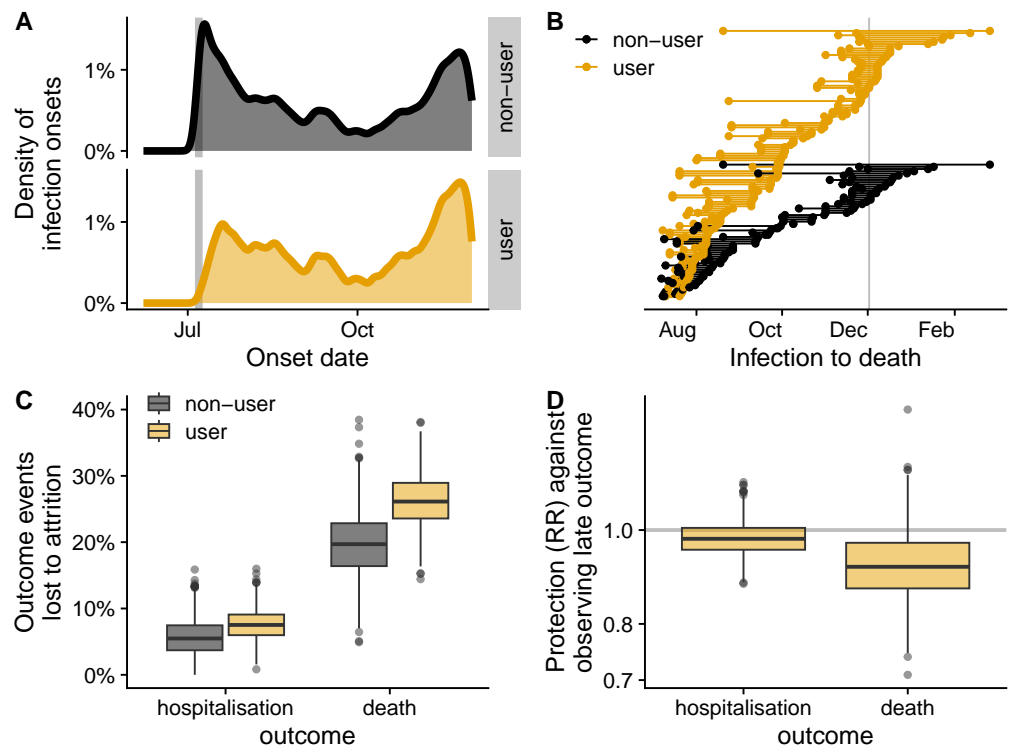 A
Density of
infection onsets
1%
0%
non−user
1%
0%
user
Jul
Oct
Onset date
B
non−user
user
Aug
Oct
Dec
Feb
Infection to death
C
non−user
user
Outcome events
lost to attrition
40%
30%
20%
10%
0%
hospitalisation
death
outcome
D
Protection (RR) against
observing late outcome
1.0
0.8
0.7
hospitalisation
death
outcome